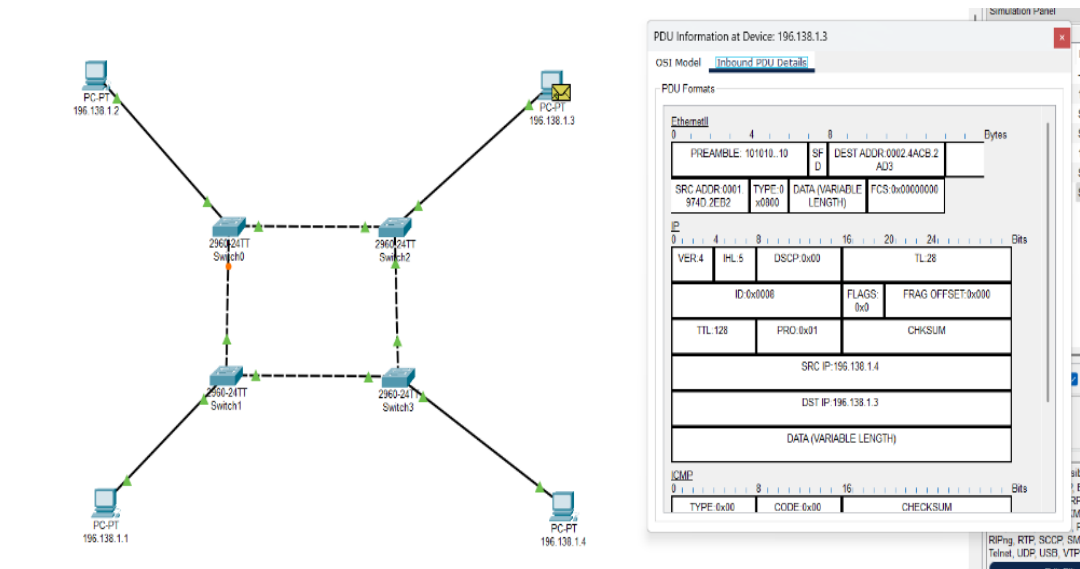 Simulation Panel
PC-PT
196.138.1.2
PC-PT
196.138.1.3
2960-24TT
Switch0
2960-24TT
Switch2
2960-24TT
Switch1
2960-24TT
Switch3
PC-PT
196.138.1.1
PC-PT
196.138.1.4
PDU Information at Device: 196.138.1.3
OSI Model Inbound PDU Details
PDU Formats
EthernetII
0 4 8 Bytes
PREAMBLE: 101010..10
SF
D
DEST ADDR:0002.4ACB.2
AD3
SRC ADDR:0001.
974D.2EB2
TYPE:0
x0800
DATA (VARIABLE
LENGTH)
FCS:0x00000000
IP
0 4 8 16 20 24 Bits
VER:4 IHL:5 DSCP:0x00 TL:28
ID:0x0008
FLAGS:
0x0
FRAG OFFSET:0x000
TTL:128 PRO:0x01 CHKSUM
SRC IP:196.138.1.4
DST IP:196.138.1.3
DATA (VARIABLE LENGTH)
ICMP
0 8 16 Bits
TYPE:0x00 CODE:0x00 CHECKSUM
RIPng, RTP, SCCP, SM
Telnet, UDP, USB, VTP